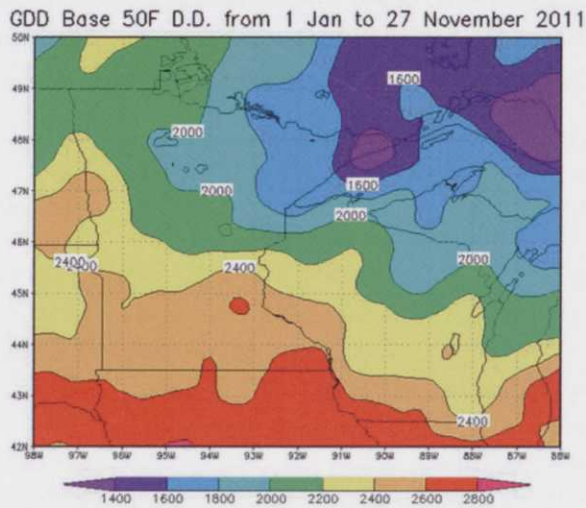 GDD Base 50F D.D. from 1 Jan to 27 November 2011
50N
1600
49N
2000
48N
1600
47N
2000
2000
46N
2400
2400
2000
45N
44N
43N
2400
42N
98W 97W 96W 95W 94W 93W 92W 91W 90W 89W 88W 87W 86W
1400 1600 1800 2000 2200 2400 2600 2800